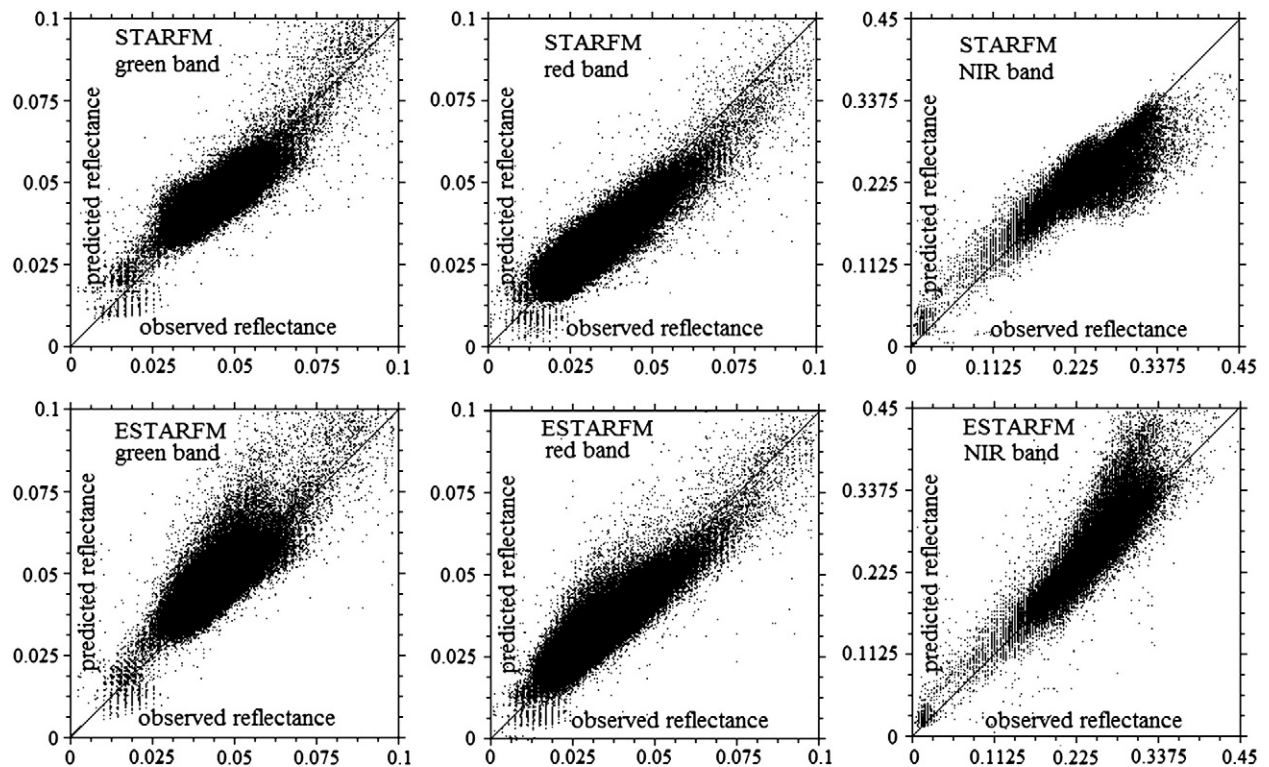 0.1
STARFM
green band
0.075
0.05
0.025
0
predicted reflectance
observed reflectance
0 0.025 0.05 0.075 0.1
0.1
STARFM
red band
0.075
0.05
0.025
0
predicted reflectance
observed reflectance
0 0.025 0.05 0.075 0.1
0.45
STARFM
NIR band
0.3375
0.225
0.1125
0
predicted reflectance
observed reflectance
0 0.1125 0.225 0.3375 0.45
0.1
ESTARFM
green band
0.075
0.05
0.025
0
predicted reflectance
observed reflectance
0 0.025 0.05 0.075 0.1
0.1
ESTARFM
red band
0.075
0.05
0.025
0
predicted reflectance
observed reflectance
0 0.025 0.05 0.075 0.1
0.45
ESTARFM
NIR band
0.3375
0.225
0.1125
0
predicted reflectance
observed reflectance
0 0.1125 0.225 0.3375 0.45